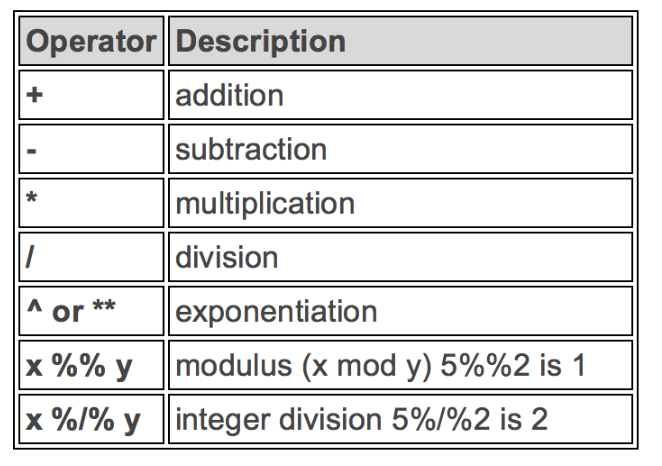 Operator Description
+ addition
- subtraction
* multiplication
/ division
^ or ** exponentiation
x %% y modulus (x mod y) 5%%2 is 1
x %/% y integer division 5%/%2 is 2